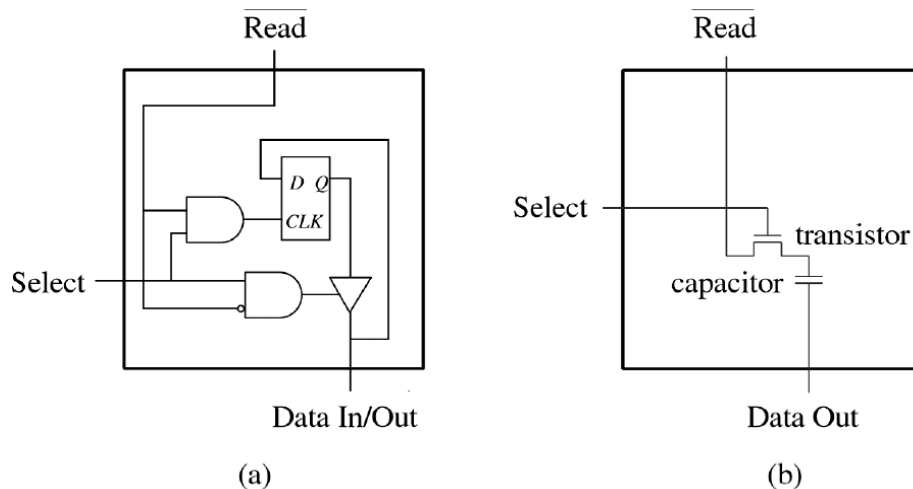 Read
D Q
CLK
Select
Data In/Out
(a)
Read
Select
transistor
capacitor
Data Out
(b)